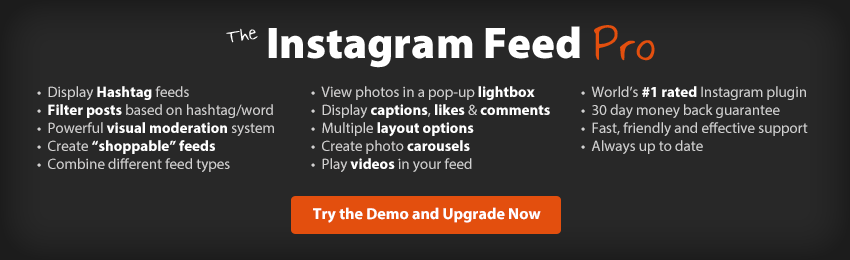 The Instagram Feed Pro
• Display Hashtag feeds
• Filter posts based on hashtag/word
• Powerful visual moderation system
• Create “shoppable” feeds
• Combine different feed types
• View photos in a pop-up lightbox
• Display captions, likes & comments
• Multiple layout options
• Create photo carousels
• Play videos in your feed
• World's #1 rated Instagram plugin
• 30 day money back guarantee
• Fast, friendly and effective support
• Always up to date
Try the Demo and Upgrade Now